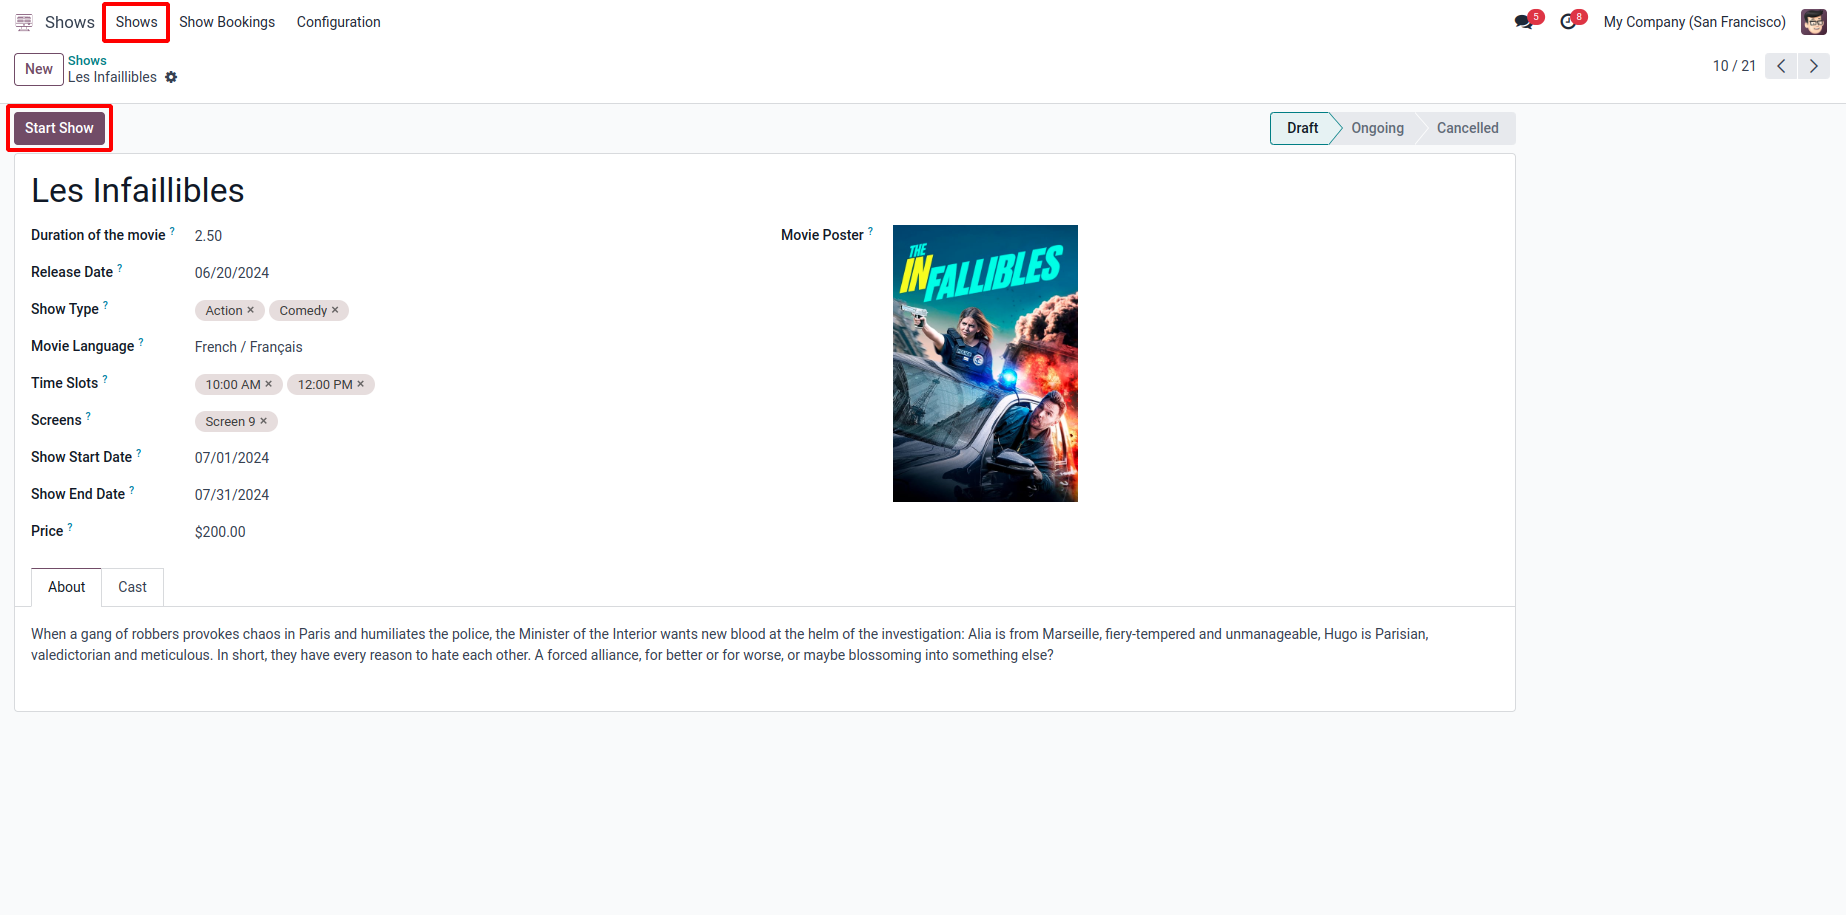 Shows Shows Show Bookings Configuration 5 8 My Company (San Francisco)
New Shows
Les Infaillibles 10 / 21
Start Show Draft Ongoing Cancelled
Les Infaillibles
Duration of the movie ? 2.50 Movie Poster ?
THE
INFALLIBLES
Release Date ? 06/20/2024
Show Type ? Action × Comedy ×
Movie Language ? French / Français
Time Slots ? 10:00 AM × 12:00 PM ×
Screens ? Screen 9 ×
Show Start Date ? 07/01/2024
Show End Date ? 07/31/2024
Price ? $200.00
About Cast
When a gang of robbers provokes chaos in Paris and humiliates the police, the Minister of the Interior wants new blood at the helm of the investigation: Alia is from Marseille, fiery-tempered and unmanageable, Hugo is Parisian,
valedictorian and meticulous. In short, they have every reason to hate each other. A forced alliance, for better or for worse, or maybe blossoming into something else?